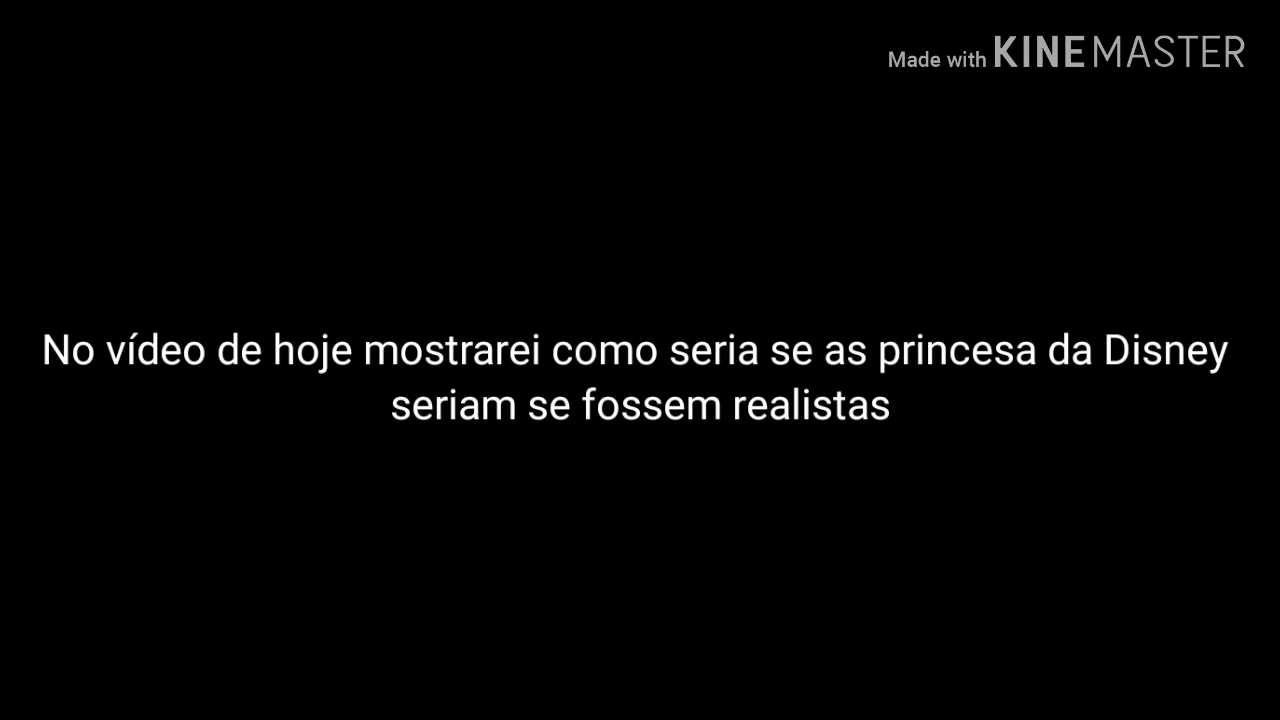 Made with KINEMASTER
No vídeo de hoje mostrarei como seria se as princesa da Disney
seriam se fossem realistas